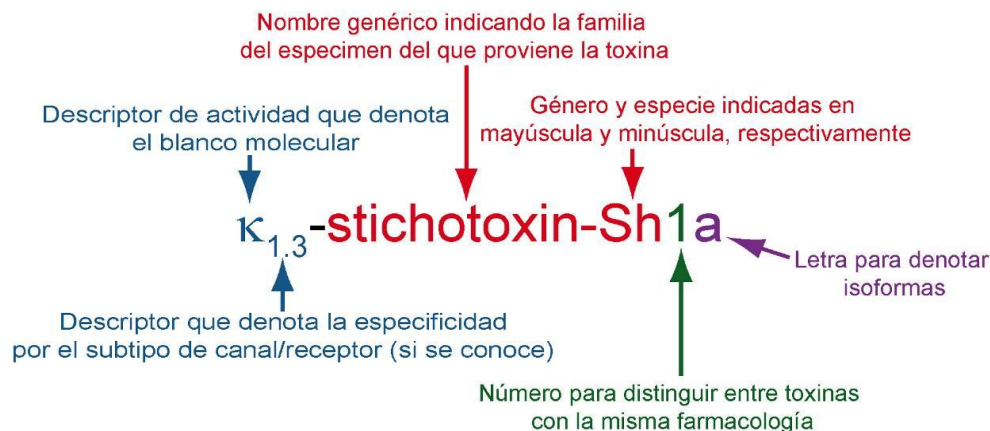 Nombre genérico indicando la familia
del especimen del que proviene la toxina
Descriptor de actividad que denota
el blanco molecular
Género y especie indicadas en
mayúscula y minúscula, respectivamente
κ1.3-stichotoxin-Sh1a
Letra para denotar
isoformas
Descriptor que denota la especificidad
por el subtipo de canal/receptor (si se conoce)
Número para distinguir entre toxinas
con la misma farmacología